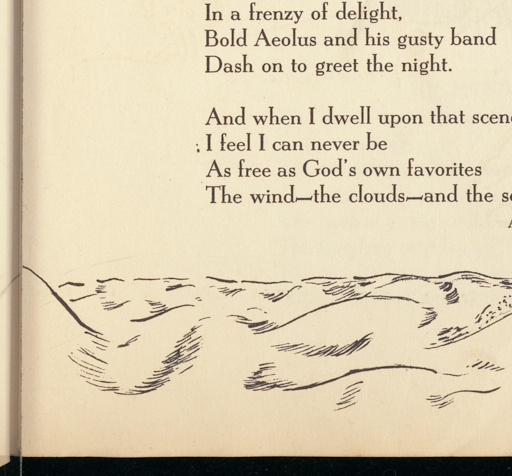 In a frenzy of delight,
Bold Aeolus and his gusty band
Dash on to greet the night.
And when I dwell upon that scen
I feel I can never be
As free as God's own favorites
The wind—the clouds—and the s